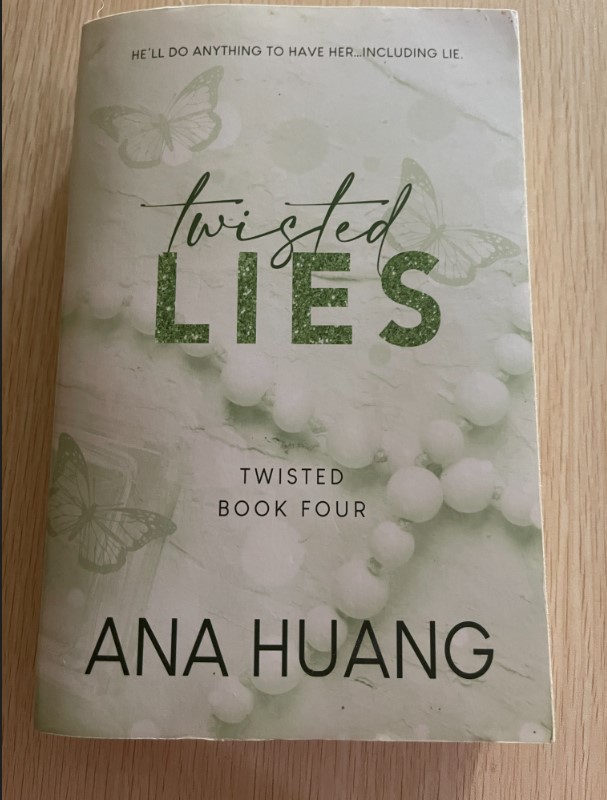 HE'LL DO ANYTHING TO HAVE HER...INCLUDING LIE.
twisted
LIES
TWISTED
BOOK FOUR
ANA HUANG